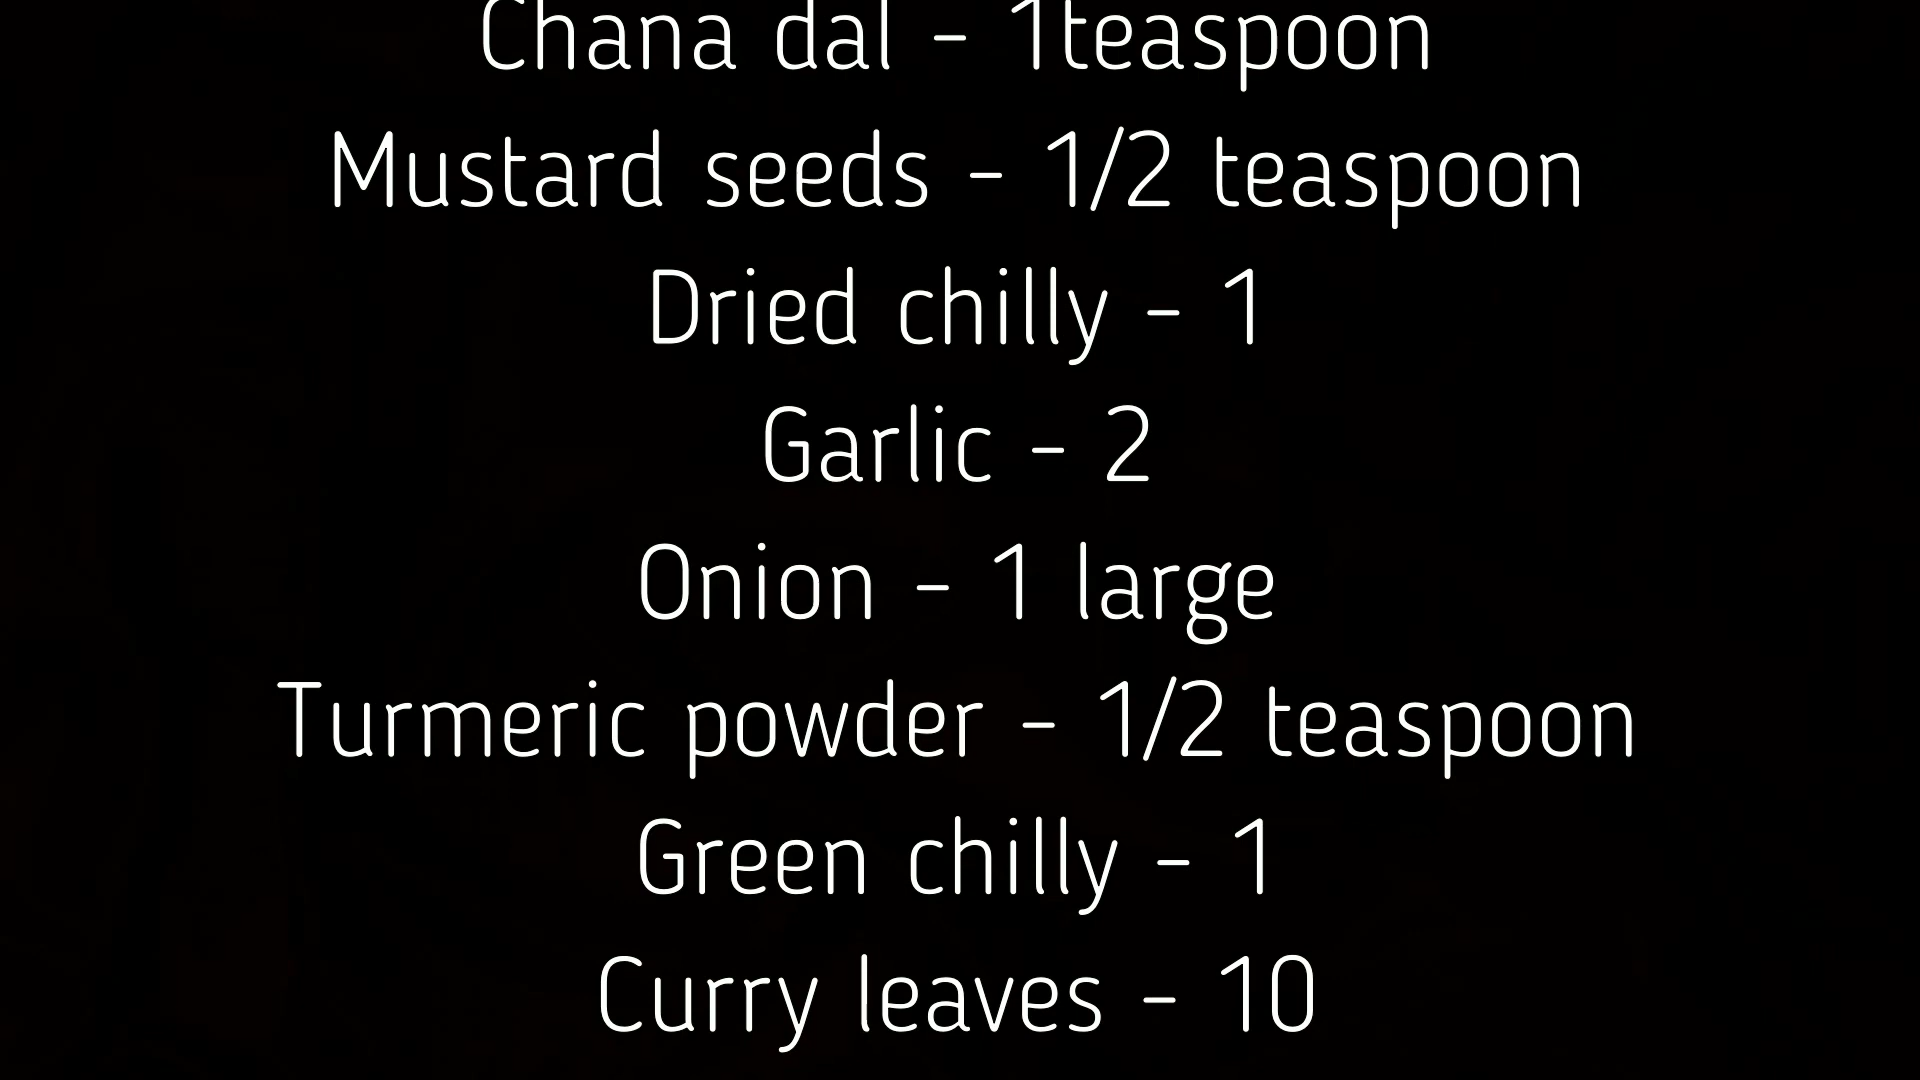 Chana dal - 1teaspoon
Mustard seeds - 1/2 teaspoon
Dried chilly - 1
Garlic - 2
Onion - 1 large
Turmeric powder - 1/2 teaspoon
Green chilly - 1
Curry leaves - 10